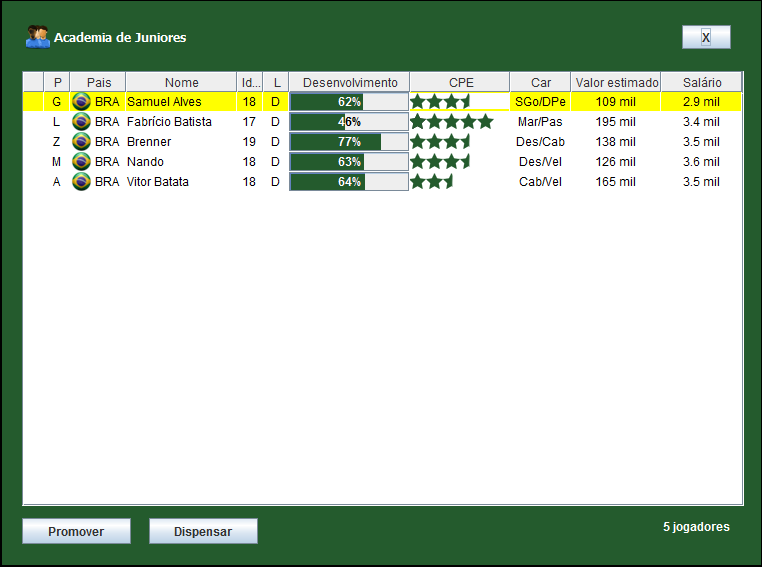 Academia de Juniores
X
P Pais Nome Id... L Desenvolvimento CPE Car Valor estimado Salário
G BRA Samuel Alves 18 D 62% SGo/DPe 109 mil 2.9 mil
L BRA Fabrício Batista 17 D 46% Mar/Pas 195 mil 3.4 mil
Z BRA Brenner 19 D 77% Des/Cab 138 mil 3.5 mil
M BRA Nando 18 D 63% Des/Vel 126 mil 3.6 mil
A BRA Vitor Batata 18 D 64% Cab/Vel 165 mil 3.5 mil
Promover Dispensar 5 jogadores